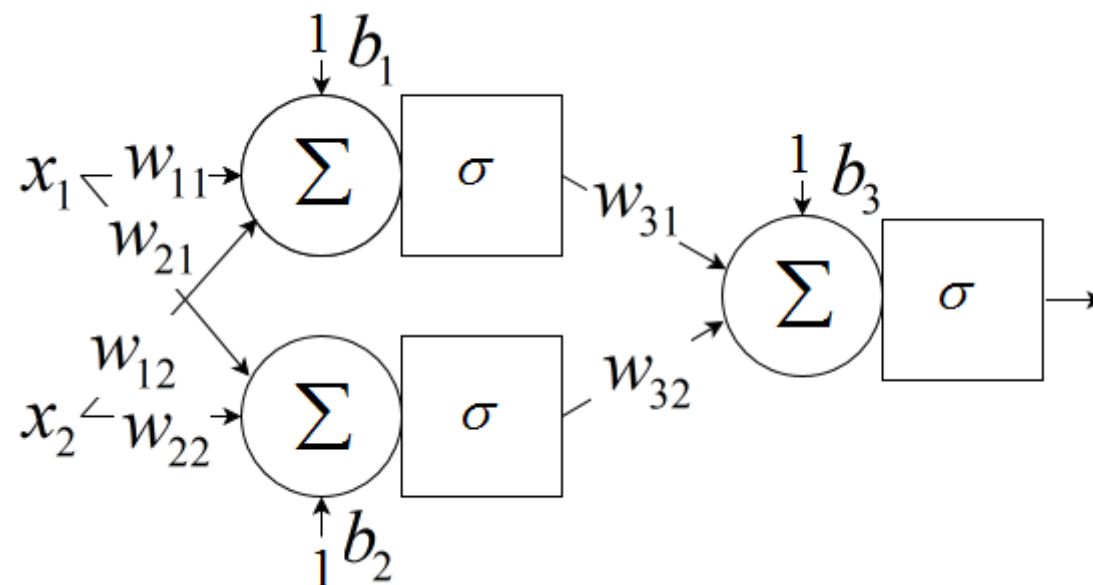 1 b₁
x₁ w₁₁ Σ σ
w₂₁ w₃₁ 1 b₃
Σ σ
w₁₂ w₃₂
x₂ w₂₂ Σ σ
1 b₂